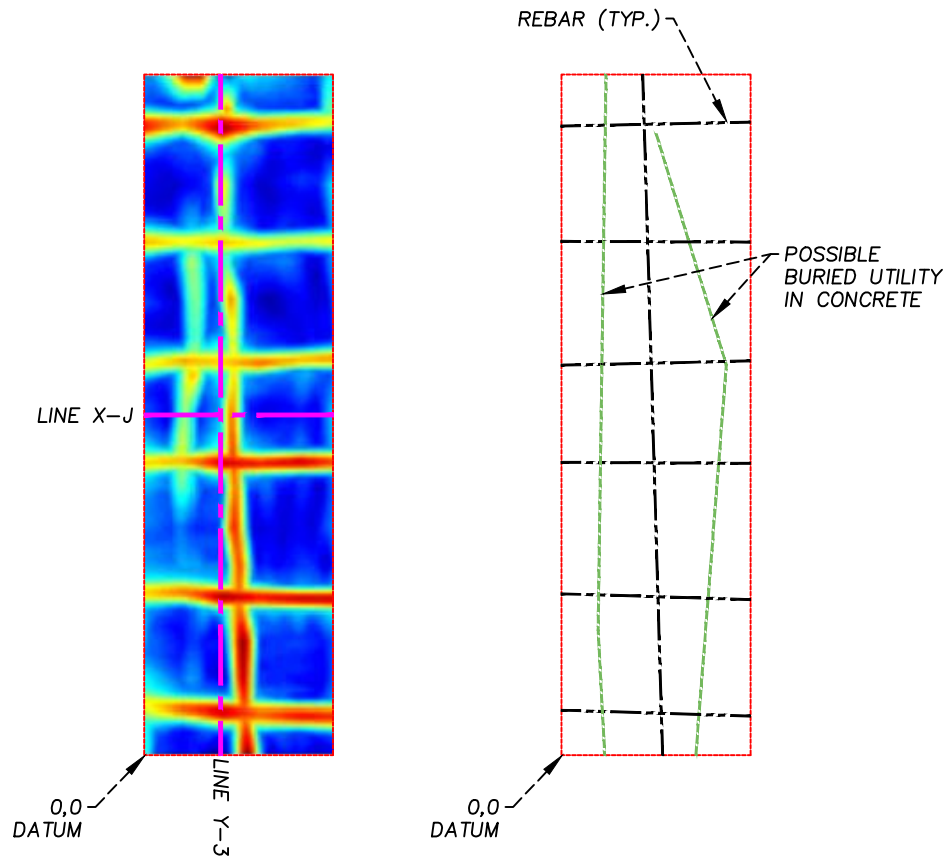 REBAR (TYP.)
POSSIBLE
BURIED UTILITY
IN CONCRETE
LINE X-J
LINE Y-3
0,0
DATUM
0,0
DATUM